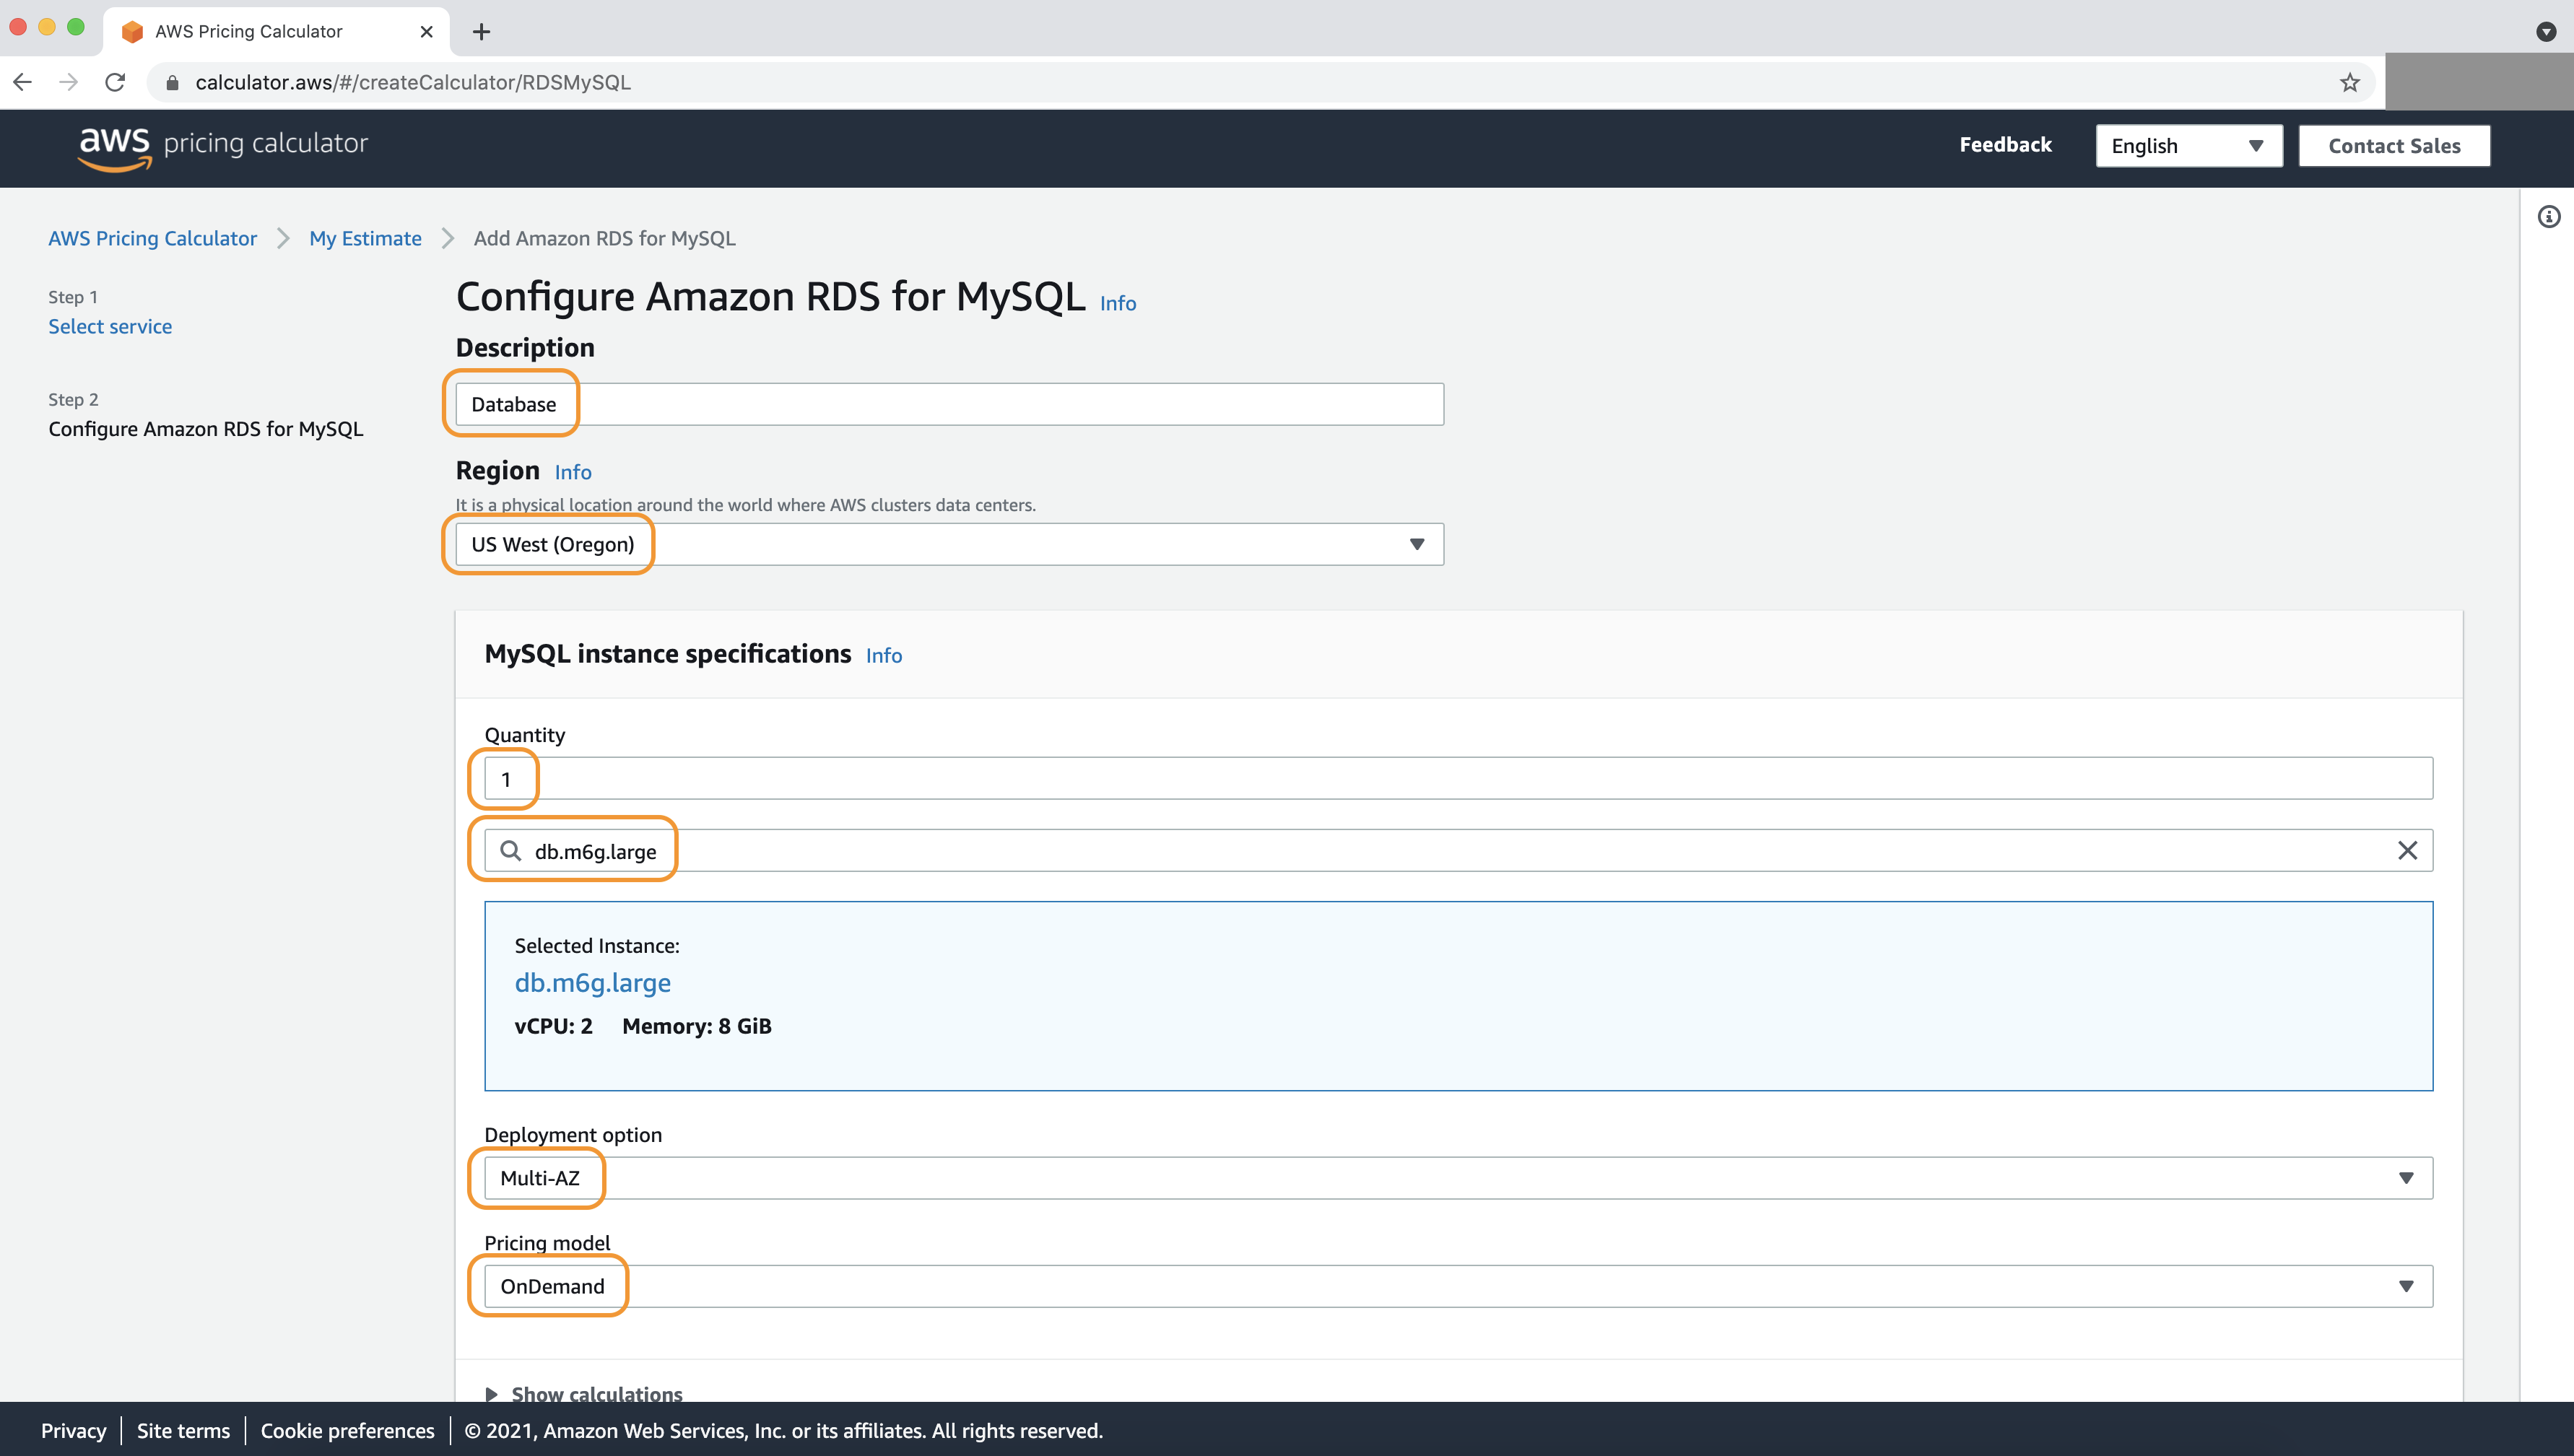 AWS Pricing Calculator
calculator.aws/#/createCalculator/RDSMySQL
aws pricing calculator
Feedback
English
Contact Sales
AWS Pricing Calculator
My Estimate
Add Amazon RDS for MySQL
Step 1
Select service
Step 2
Configure Amazon RDS for MySQL
Configure Amazon RDS for MySQL Info
Description
Database
Region Info
It is a physical location around the world where AWS clusters data centers.
US West (Oregon)
MySQL instance specifications Info
Quantity
1
db.m6g.large
Selected Instance:
db.m6g.large
vCPU: 2 Memory: 8 GiB
Deployment option
Multi-AZ
Pricing model
OnDemand
Show calculations
Privacy
Site terms
Cookie preferences
© 2021, Amazon Web Services, Inc. or its affiliates. All rights reserved.